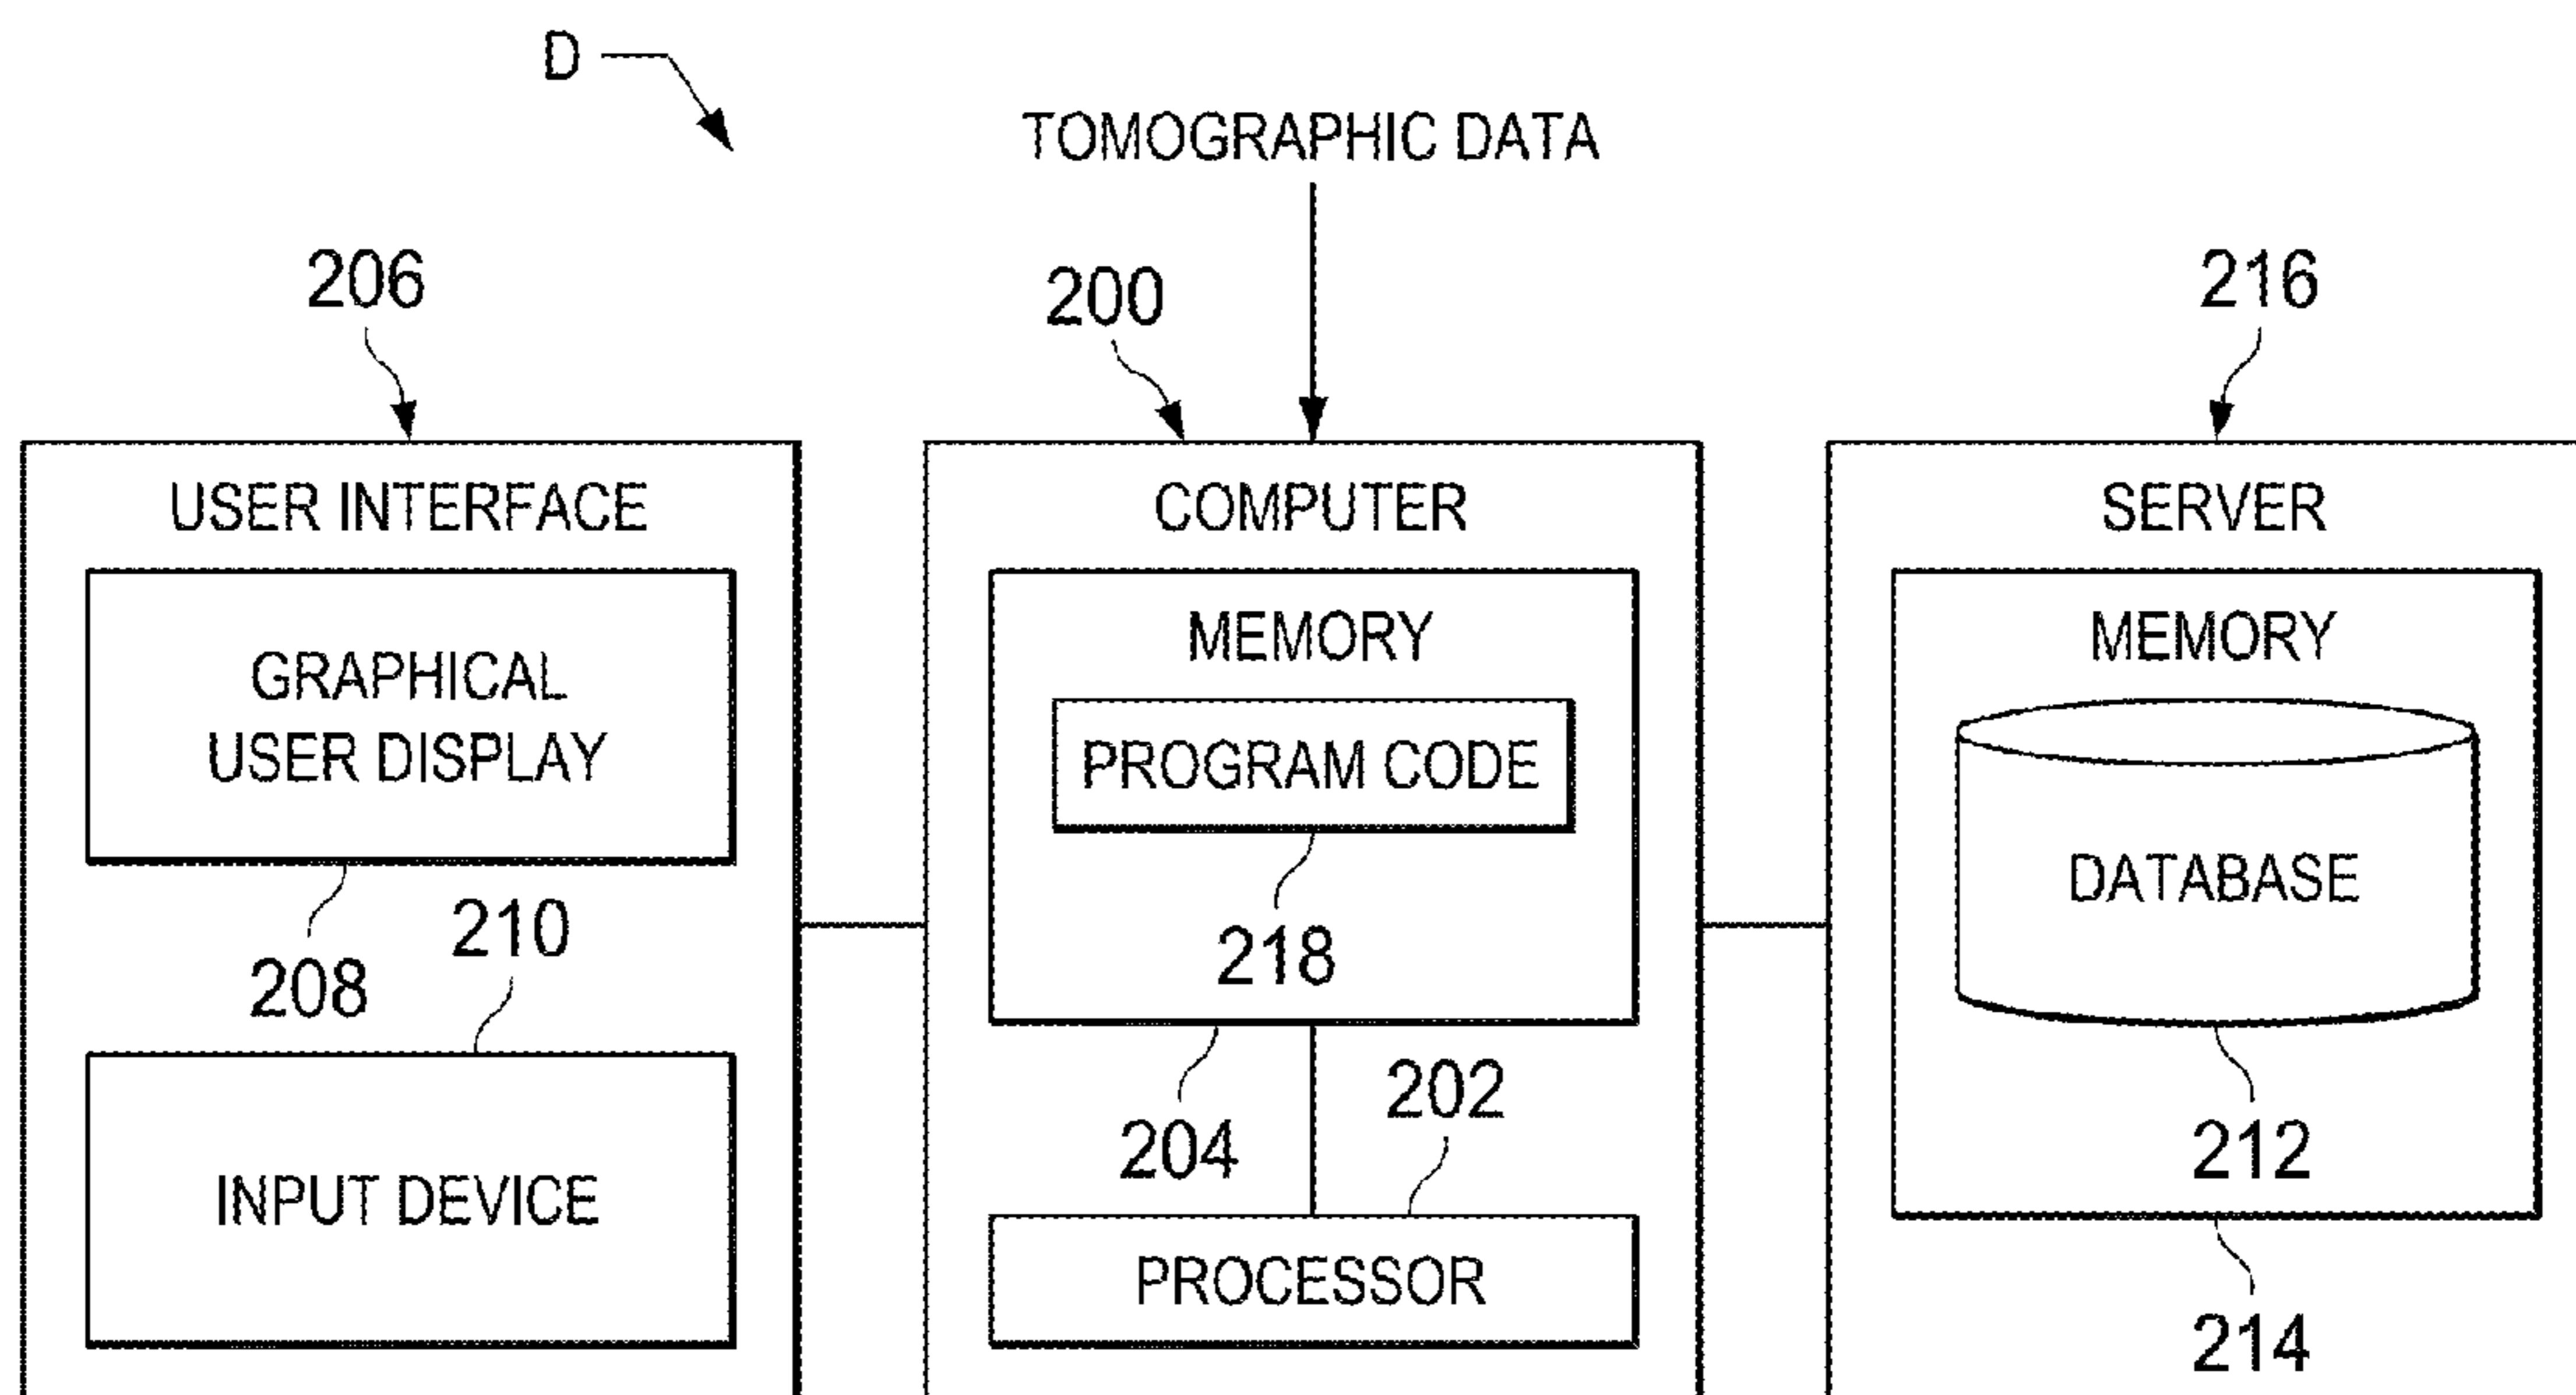 D
TOMOGRAPHIC DATA
206
200
216
USER INTERFACE
GRAPHICAL
USER DISPLAY
208
210
INPUT DEVICE
COMPUTER
MEMORY
PROGRAM CODE
218
204
202
PROCESSOR
SERVER
MEMORY
DATABASE
212
214